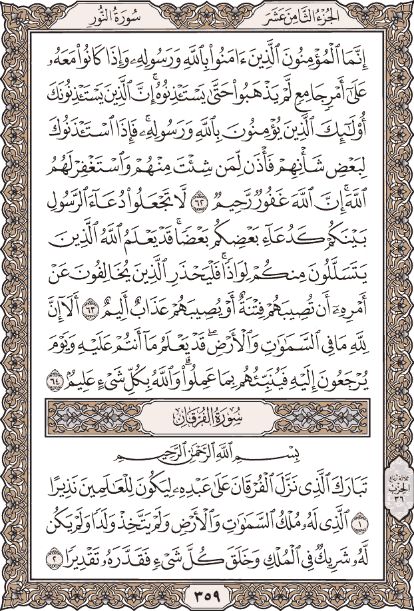 الجزء الثامن عشر
سورة النور
إِنَّمَا ٱلْمُؤْمِنُونَ ٱلَّذِينَ ءَامَنُوا۟ بِٱللَّهِ وَرَسُولِهِۦ وَإِذَا كَانُوا۟ مَعَهُۥ
عَلَىٰٓ أَمْرٍ جَامِعٍ لَّمْ يَذْهَبُوا۟ حَتَّىٰ يَسْتَـْٔذِنُوهُ ۚ إِنَّ ٱلَّذِينَ يَسْتَـْٔذِنُونَكَ
أُو۟لَـٰٓئِكَ ٱلَّذِينَ يُؤْمِنُونَ بِٱللَّهِ وَرَسُولِهِۦ ۚ فَإِذَا ٱسْتَـْٔذَنُوكَ
لِبَعْضِ شَأْنِهِمْ فَأْذَن لِّمَن شِئْتَ مِنْهُمْ وَٱسْتَغْفِرْ لَهُمُ
ٱللَّهَ ۚ إِنَّ ٱللَّهَ غَفُورٌ رَّحِيمٌ ٦٢ لَّا تَجْعَلُوا۟ دُعَآءَ ٱلرَّسُولِ
بَيْنَكُمْ كَدُعَآءِ بَعْضِكُم بَعْضًا ۚ قَدْ يَعْلَمُ ٱللَّهُ ٱلَّذِينَ
يَتَسَلَّلُونَ مِنكُمْ لِوَاذًا ۚ فَلْيَحْذَرِ ٱلَّذِينَ يُخَالِفُونَ عَنْ
أَمْرِهِۦٓ أَن تُصِيبَهُمْ فِتْنَةٌ أَوْ يُصِيبَهُمْ عَذَابٌ أَلِيمٌ ٦٣ أَلَآ إِنَّ
لِلَّهِ مَا فِى ٱلسَّمَـٰوَٰتِ وَٱلْأَرْضِ ۖ قَدْ يَعْلَمُ مَآ أَنتُمْ عَلَيْهِ وَيَوْمَ
يُرْجَعُونَ إِلَيْهِ فَيُنَبِّئُهُم بِمَا عَمِلُوا۟ ۗ وَٱللَّهُ بِكُلِّ شَىْءٍ عَلِيمٌۢ ٦٤
سورة الفرقان
بِسْمِ ٱللَّهِ ٱلرَّحْمَـٰنِ ٱلرَّحِيمِ
تَبَارَكَ ٱلَّذِى نَزَّلَ ٱلْفُرْقَانَ عَلَىٰ عَبْدِهِۦ لِيَكُونَ لِلْعَـٰلَمِينَ نَذِيرًا
١ ٱلَّذِى لَهُۥ مُلْكُ ٱلسَّمَـٰوَٰتِ وَٱلْأَرْضِ وَلَمْ يَتَّخِذْ وَلَدًا وَلَمْ يَكُن
لَّهُۥ شَرِيكٌ فِى ٱلْمُلْكِ وَخَلَقَ كُلَّ شَىْءٍ فَقَدَّرَهُۥ تَقْدِيرًا ٢
الحزب
٣٦
٣٥٩